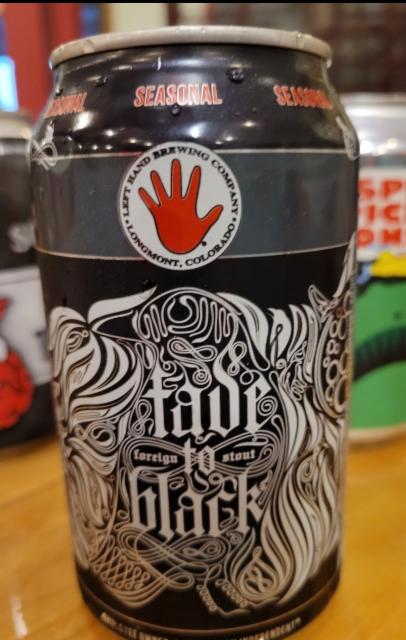 SEASONAL SEASONAL SEASONAL
LEFT HAND BREWING COMPANY
LONGMONT, COLORADO
fade
foreign to stout
black